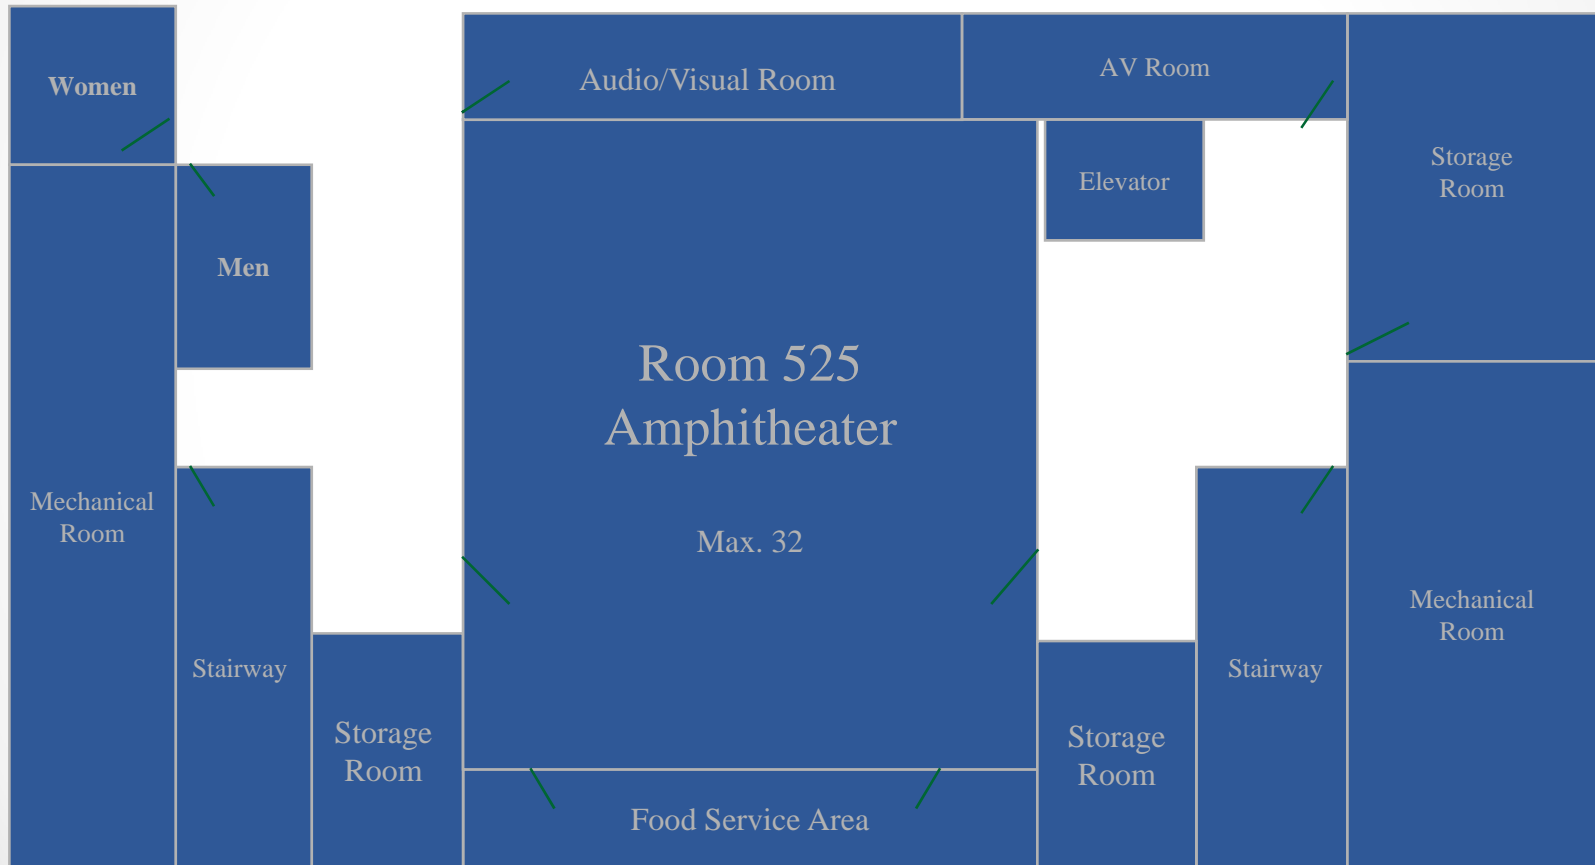 Women
Audio/Visual Room
AV Room
Storage
Room
Elevator
Men
Room 525
Amphitheater
Max. 32
Mechanical
Room
Mechanical
Room
Stairway
Stairway
Storage
Room
Storage
Room
Food Service Area